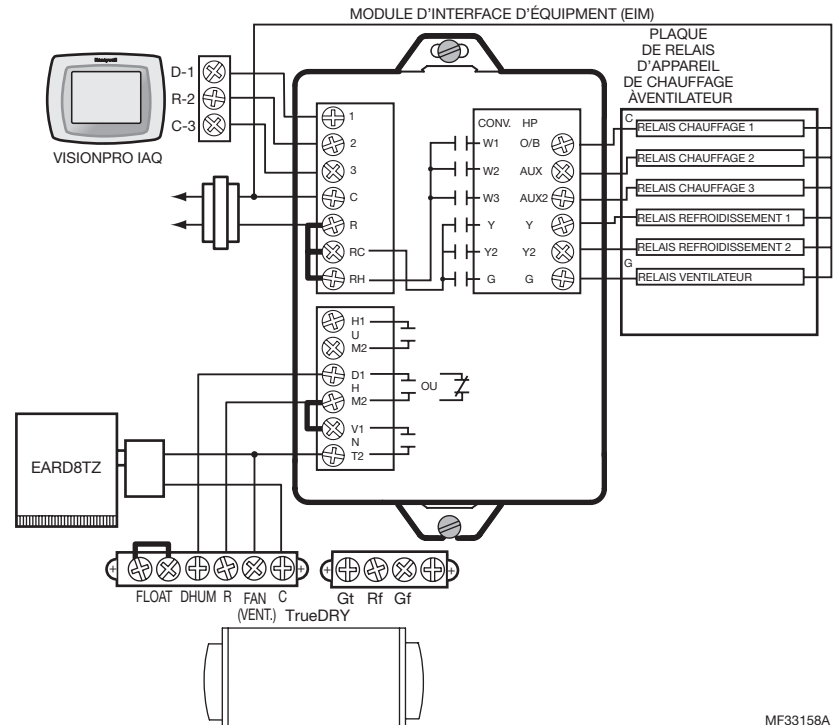 MODULE D'INTERFACE D'ÉQUIPMENT (EIM)
PLAQUE
DE RELAIS
D'APPAREIL
DE CHAUFFAGE
ÀVENTILATEUR
Honeywell
D-1
R-2
C-3
VISIONPRO IAQ
1
2
3
C
R
RC
RH
CONV. HP
W1 O/B
W2 AUX
W3 AUX2
Y Y
Y2 Y2
G G
C
RELAIS CHAUFFAGE 1
RELAIS CHAUFFAGE 2
RELAIS CHAUFFAGE 3
RELAIS REFROIDISSEMENT 1
RELAIS REFROIDISSEMENT 2
G
RELAIS VENTILATEUR
H1
U
M2
D1
H
M2
OU
V1
N
T2
EARD8TZ
FLOAT DHUM R FAN C
(VENT.)
Gt Rf Gf
TrueDRY
MF33158A